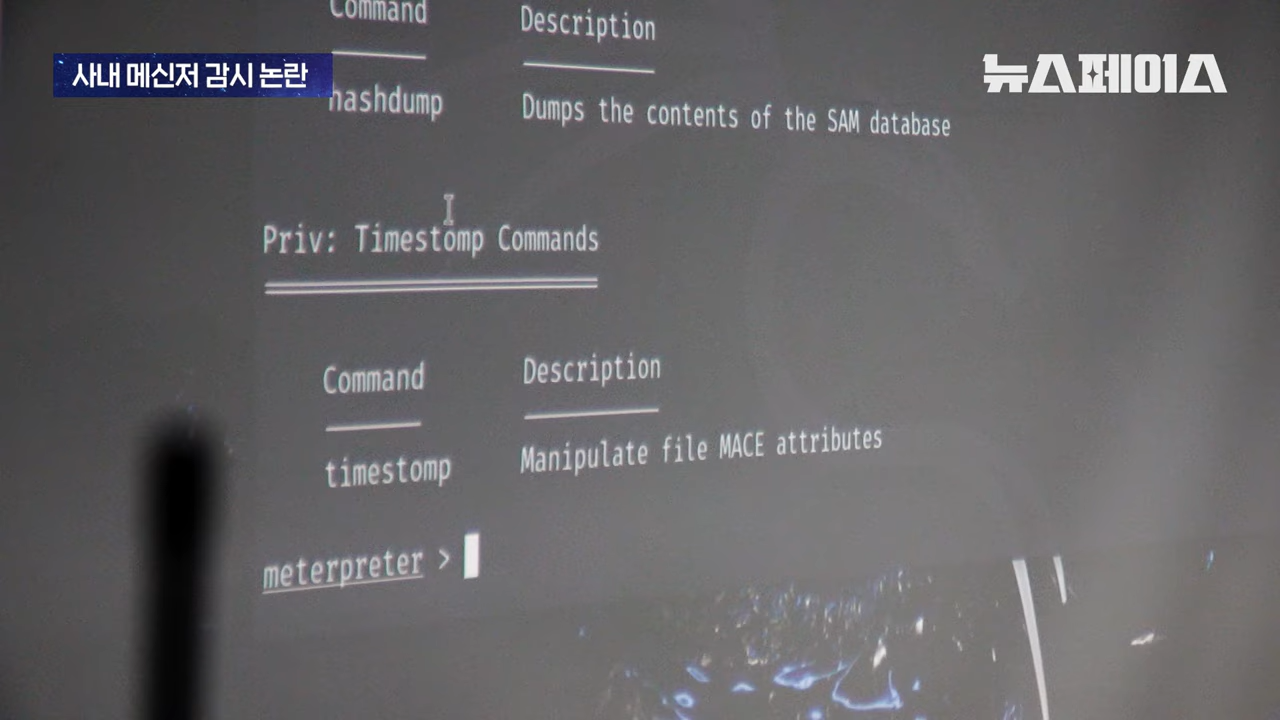 사내 메신저 감시 논란
뉴스페이스
Command Description
hashdump Dumps the contents of the SAM database
Priv: Timestomp Commands
Command Description
timestomp Manipulate file MACE attributes
meterpreter >